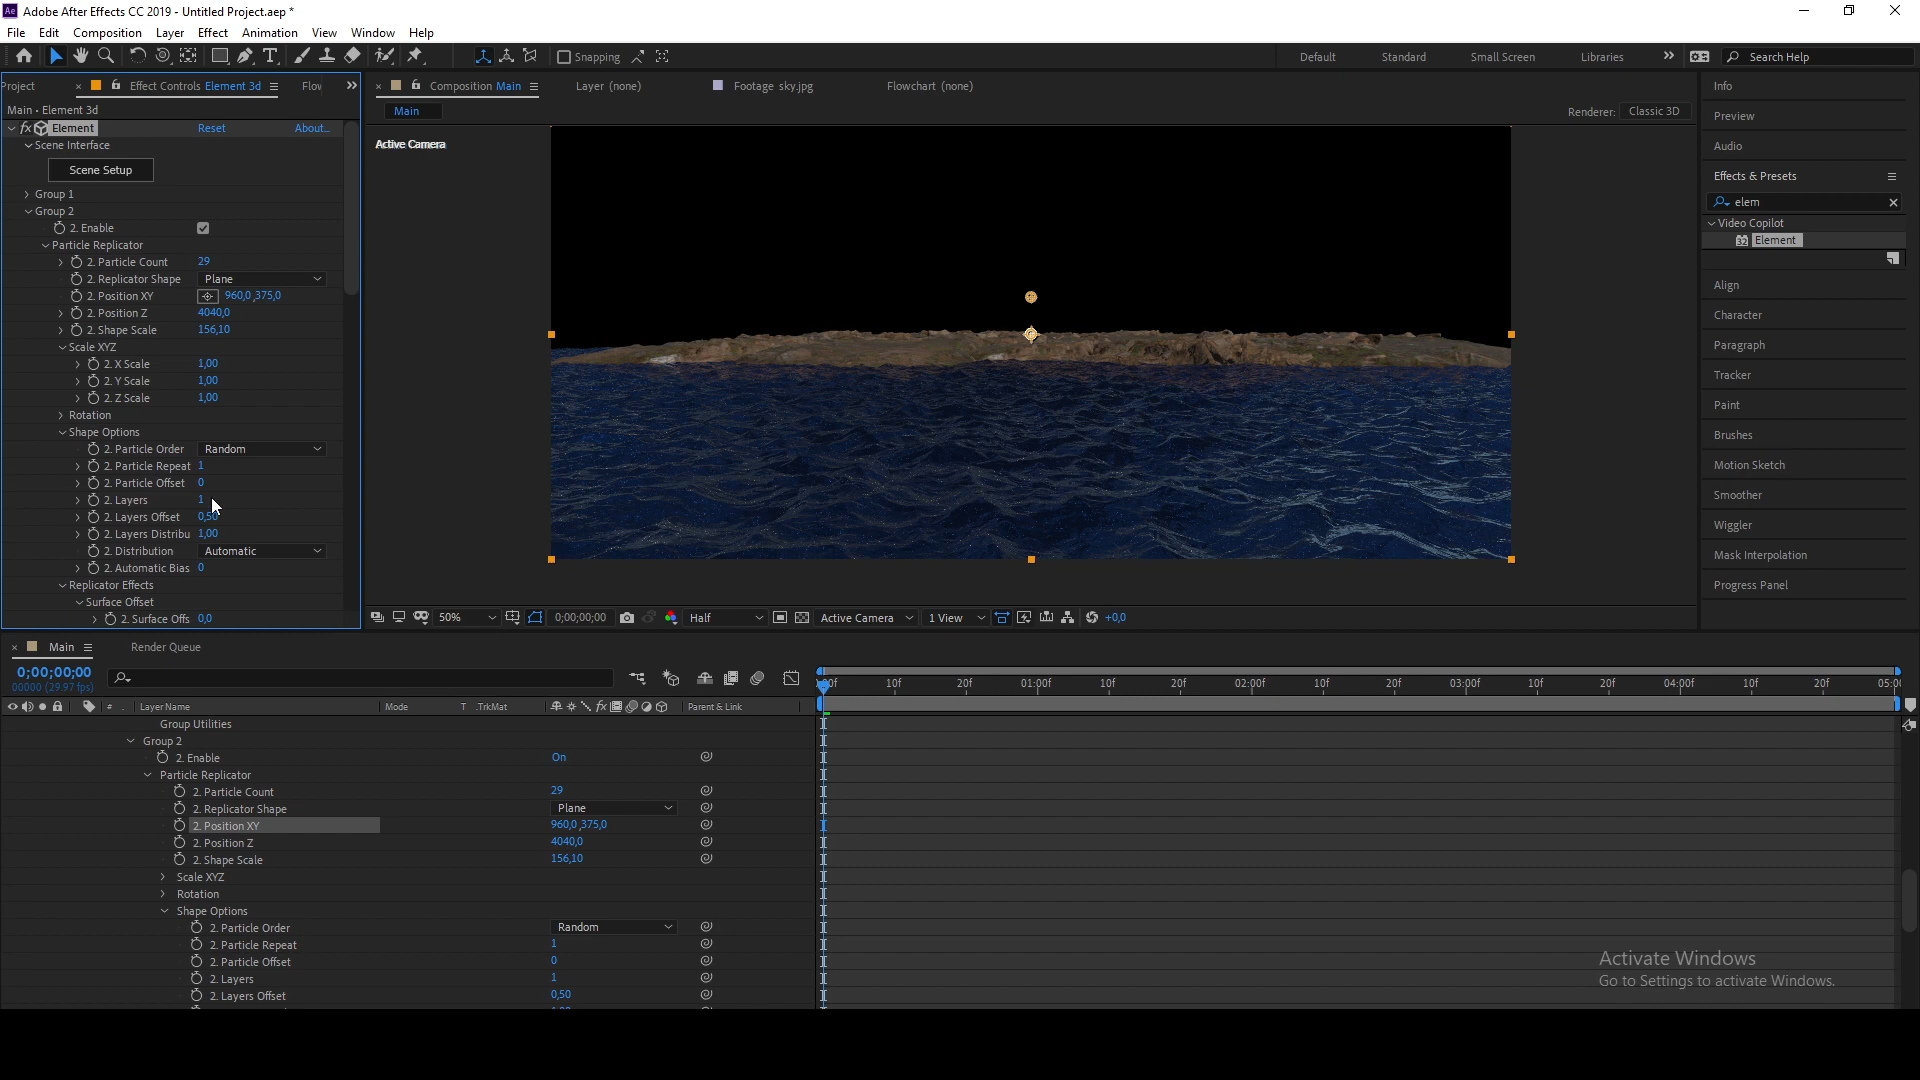 Adobe After Effects CC 2019 - Untitled Project.aep *
File Edit Composition Layer Effect Animation View Window Help
Snapping Default Standard Small Screen Libraries Search Help
Project Effect Controls Element 3d
Composition Main Layer (none) Footage sky.jpg Flowchart (none)
Main • Element 3d
Main
Renderer: Classic 3D
Active Camera
Element Reset About...
Scene Interface
Scene Setup
Group 1
Group 2
2. Enable
Particle Replicator
2. Particle Count 29
2. Replicator Shape Plane
2. Position XY 960,0 ,375,0
2. Position Z 4040,0
2. Shape Scale 156,10
Scale XYZ
2. X Scale 1,00
2. Y Scale 1,00
2. Z Scale 1,00
Rotation
Shape Options
2. Particle Order Random
2. Particle Repeat 1
2. Particle Offset 0
2. Layers 1
2. Layers Offset 0,50
2. Layers Distribu 1,00
2. Distribution Automatic
2. Automatic Bias 0
Replicator Effects
Surface Offset
2. Surface Offs 0,0
50% 0;00;00;00 Half Active Camera 1 View +0,0
Info
Preview
Audio
Effects & Presets
elem
Video Copilot
32 Element
Align
Character
Paragraph
Tracker
Paint
Brushes
Motion Sketch
Smoother
Wiggler
Mask Interpolation
Progress Panel
Main Render Queue
0;00;00;00
00000 (29.97 fps)
10f 20f 01:00f 10f 20f 02:00f 10f 20f 03:00f 10f 20f 04:00f 10f 20f
# Layer Name Mode T .TrkMat Parent & Link
Group Utilities
Group 2
2. Enable On
Particle Replicator
2. Particle Count 29
2. Replicator Shape Plane
2. Position XY 960,0 ,375,0
2. Position Z 4040,0
2. Shape Scale 156,10
Scale XYZ
Rotation
Shape Options
2. Particle Order Random
2. Particle Repeat 1
2. Particle Offset 0
2. Layers 1
2. Layers Offset 0,50
Activate Windows
Go to Settings to activate Windows.